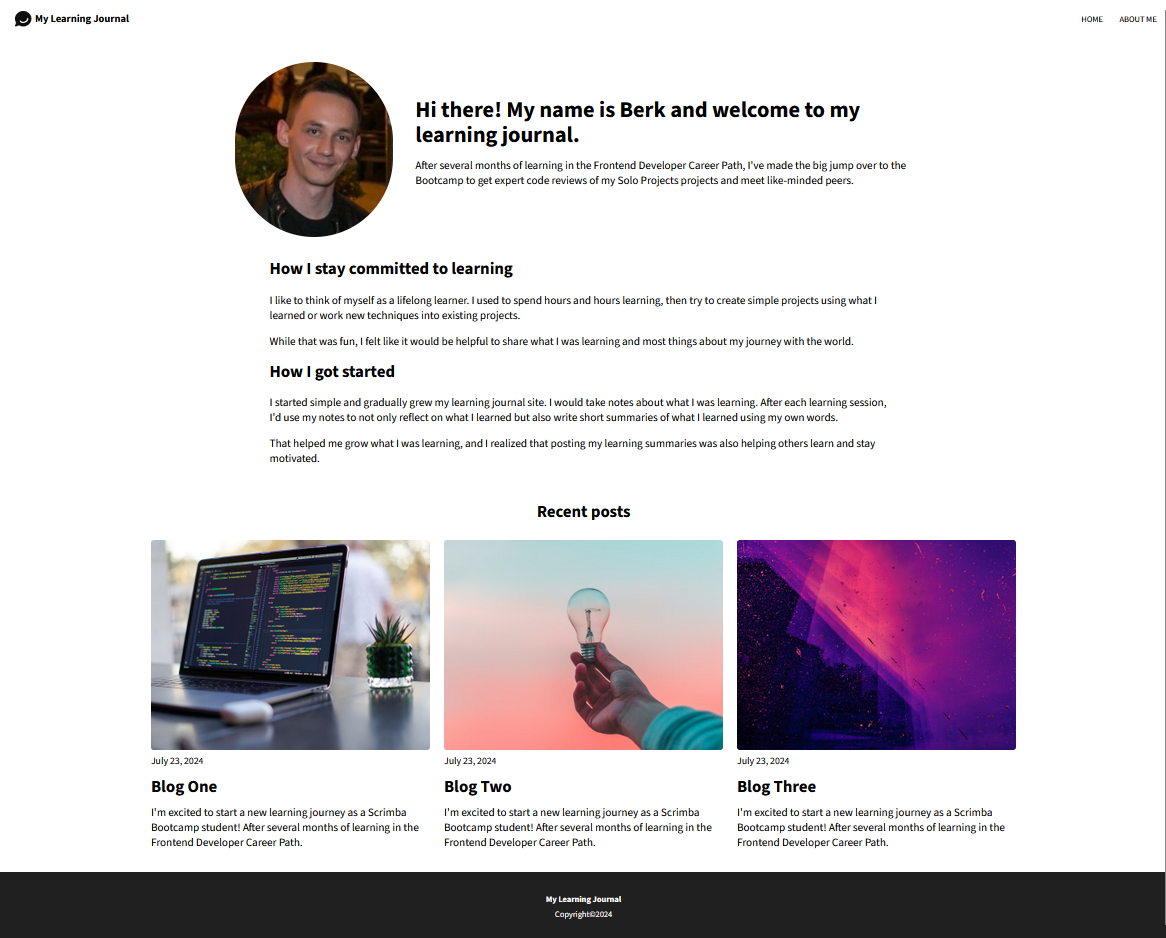 My Learning Journal
HOME
ABOUT ME
Hi there! My name is Berk and welcome to my
learning journal.
After several months of learning in the Frontend Developer Career Path, I've made the big jump over to the
Bootcamp to get expert code reviews of my Solo Projects projects and meet like-minded peers.
How I stay committed to learning
I like to think of myself as a lifelong learner. I used to spend hours and hours learning, then try to create simple projects using what I
learned or work new techniques into existing projects.
While that was fun, I felt like it would be helpful to share what I was learning and most things about my journey with the world.
How I got started
I started simple and gradually grew my learning journal site. I would take notes about what I was learning. After each learning session,
I'd use my notes to not only reflect on what I learned but also write short summaries of what I learned using my own words.
That helped me grow what I was learning, and I realized that posting my learning summaries was also helping others learn and stay
motivated.
Recent posts
July 23, 2024
Blog One
I'm excited to start a new learning journey as a Scrimba
Bootcamp student! After several months of learning in the
Frontend Developer Career Path.
July 23, 2024
Blog Two
I'm excited to start a new learning journey as a Scrimba
Bootcamp student! After several months of learning in the
Frontend Developer Career Path.
July 23, 2024
Blog Three
I'm excited to start a new learning journey as a Scrimba
Bootcamp student! After several months of learning in the
Frontend Developer Career Path.
My Learning Journal
Copyright©2024